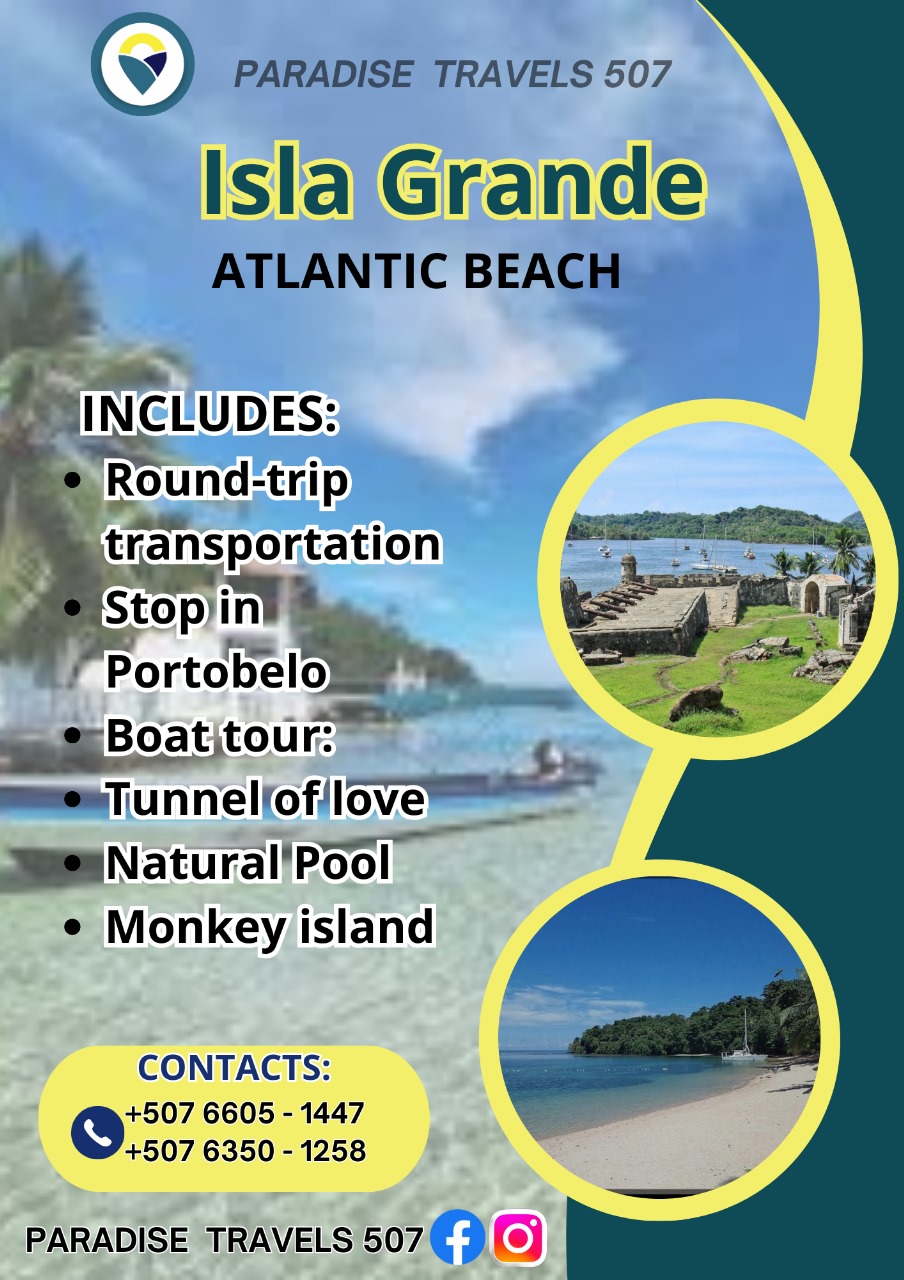 PARADISE TRAVELS 507
Isla Grande
ATLANTIC BEACH
INCLUDES:
• Round-trip
transportation
• Stop in
Portobelo
• Boat tour:
• Tunnel of love
• Natural Pool
• Monkey island
CONTACTS:
+507 6605 - 1447
+507 6350 - 1258
PARADISE TRAVELS 507